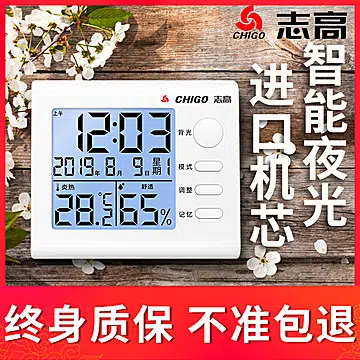 CHIGO 志高
智能夜光
进口机芯
CHIGO 志高
上午
12:03
背光
2019年 8月 9日 星期1
模式
炎热 舒适
调整
28.2℃ 65%
记忆
终身质保 不准包退